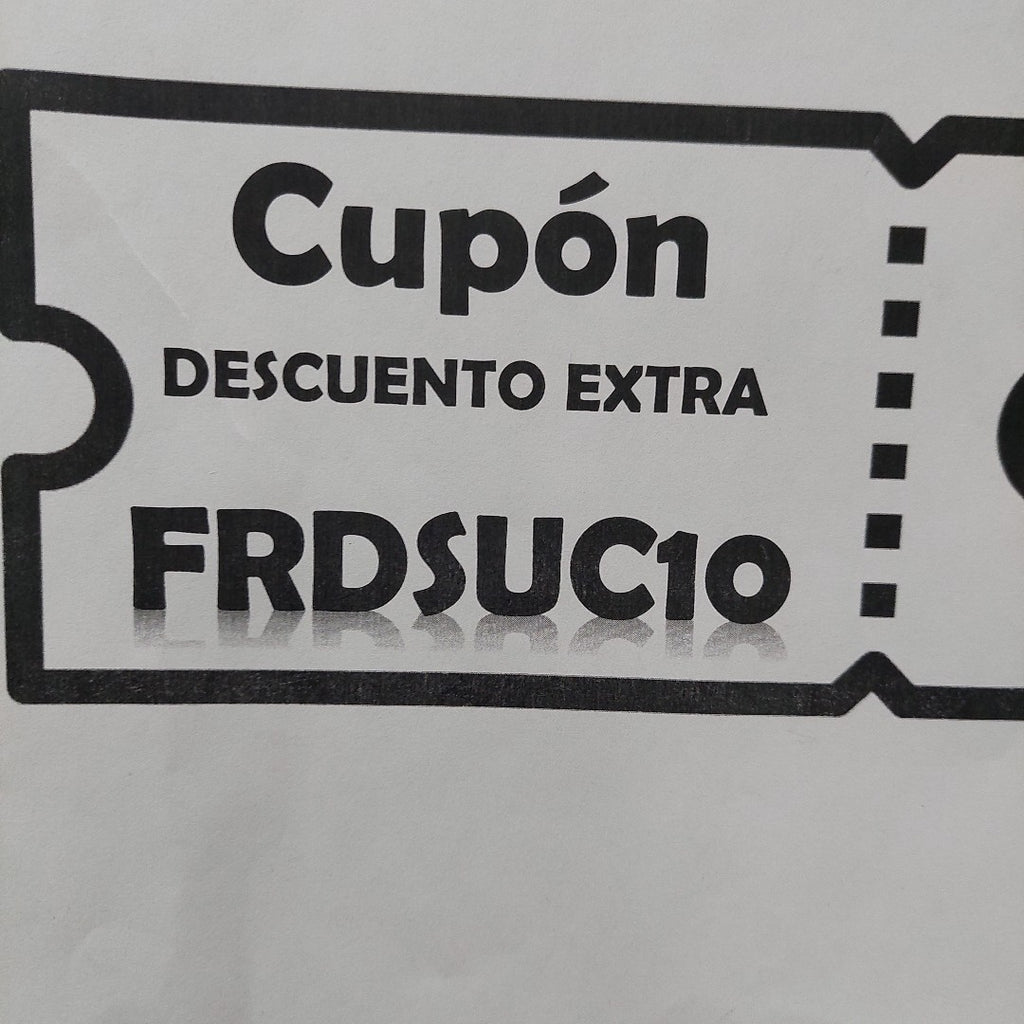 Cupón
DESCUENTO EXTRA
FRDSUC10